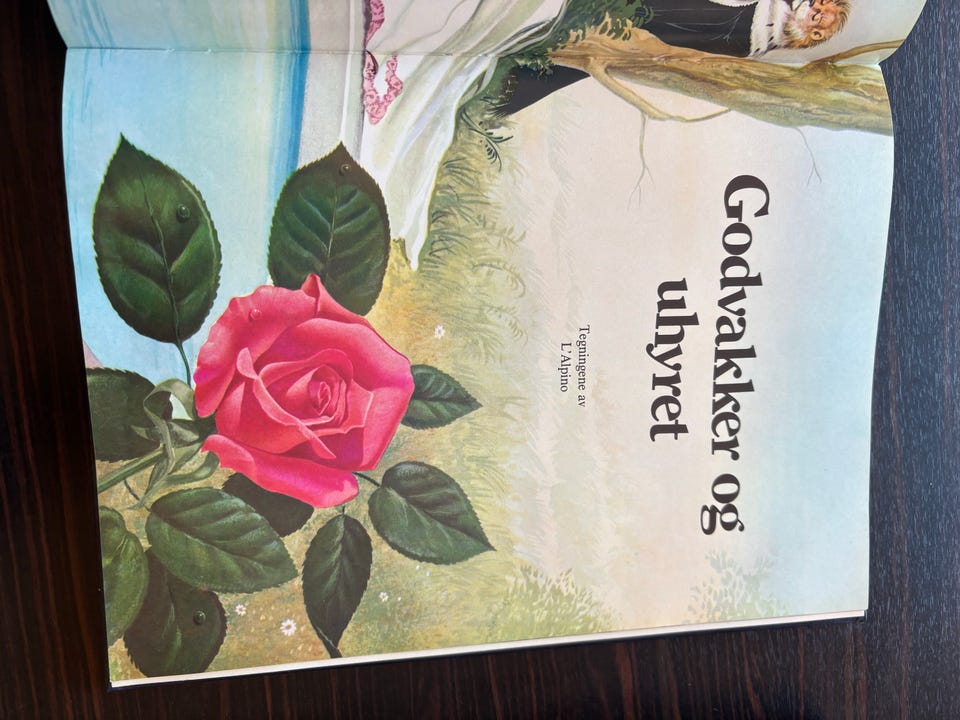 Godvakker og
uhyret
Tegningene av
L'Alpino